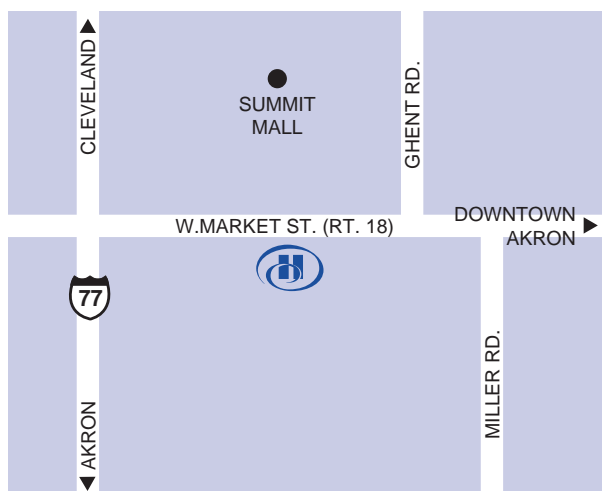 CLEVELAND
SUMMIT
MALL
GHENT RD.
W.MARKET ST. (RT. 18)
DOWNTOWN
AKRON
H
77
MILLER RD.
AKRON